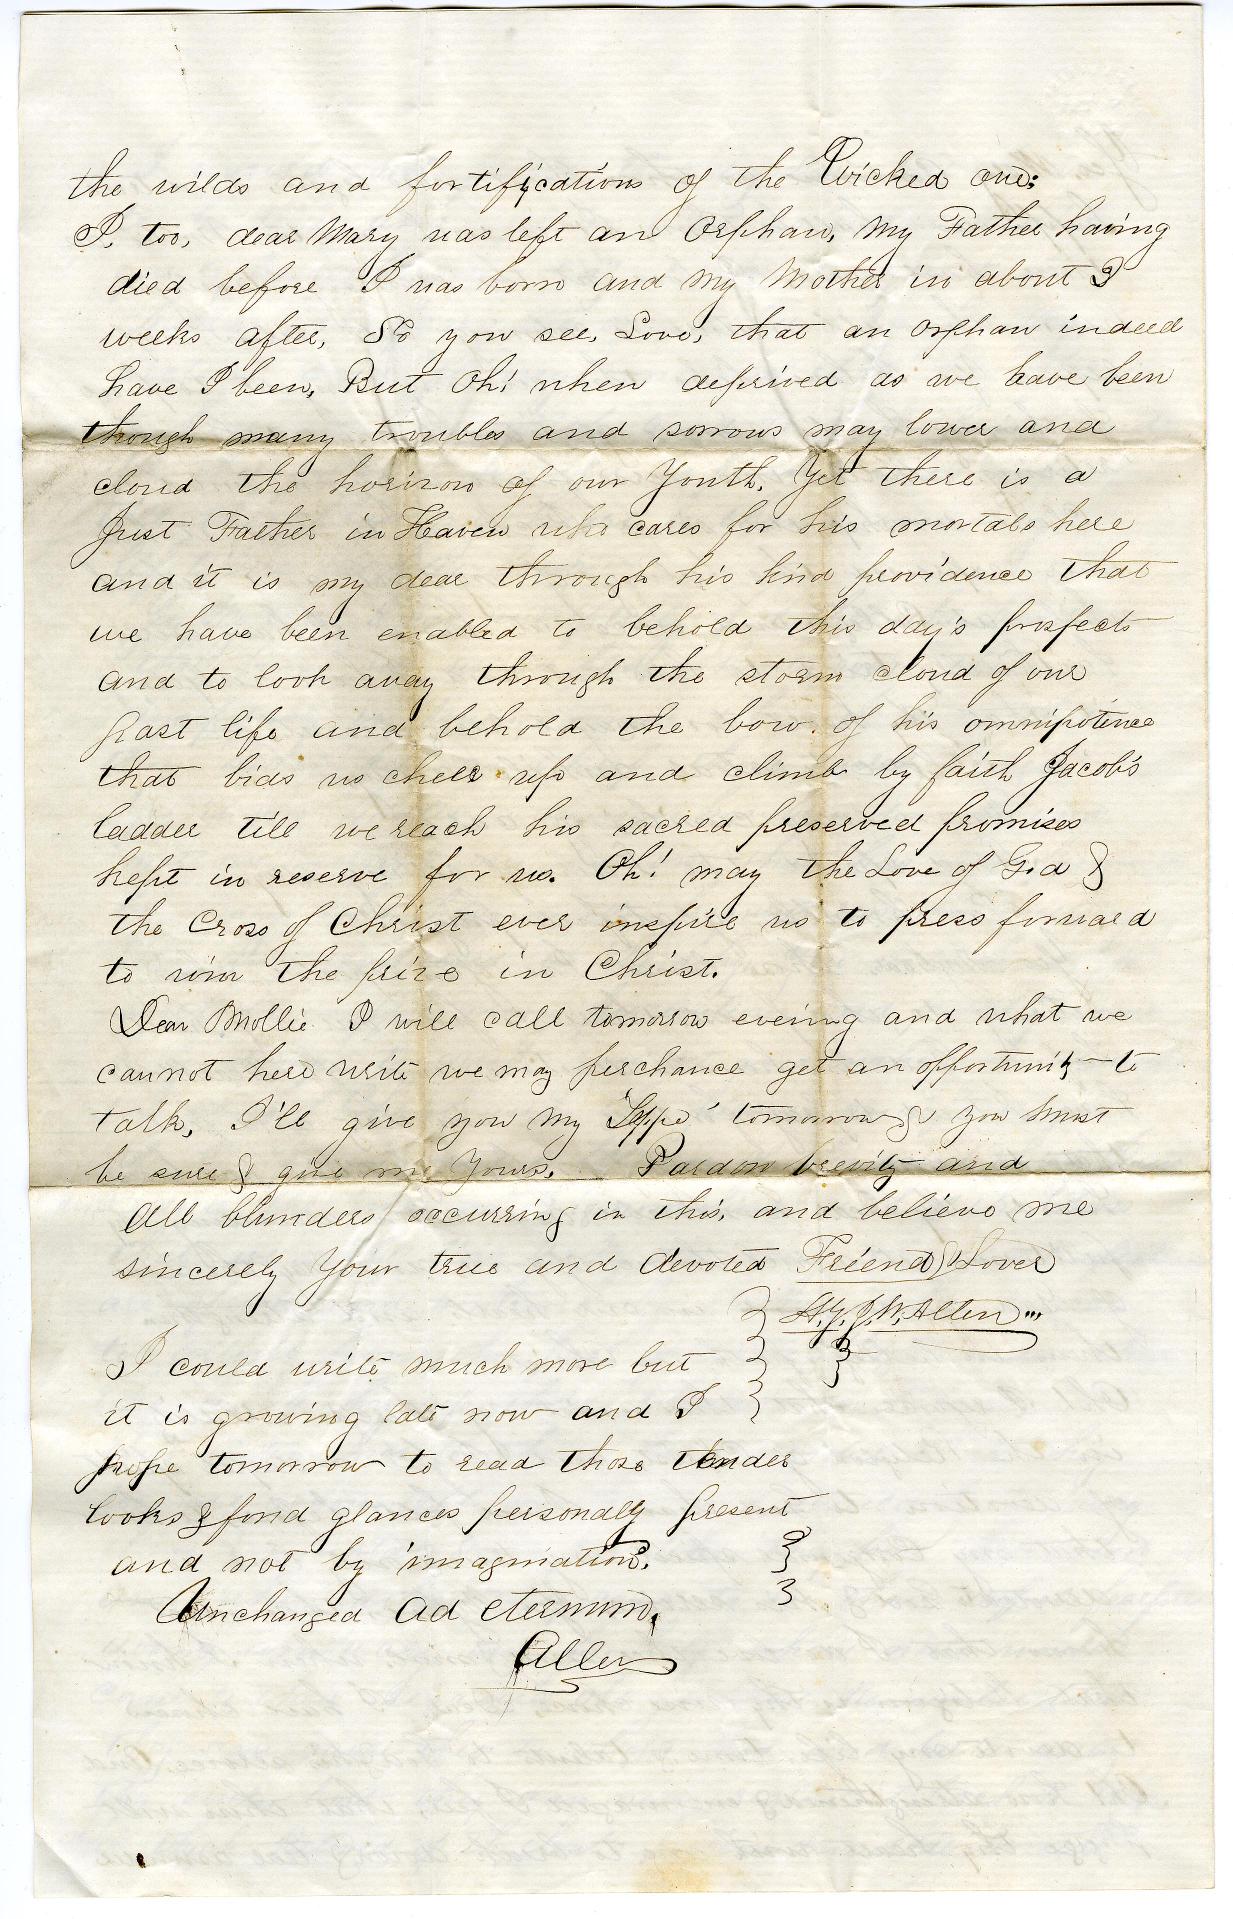 the wilds and fortifications of the Wicked one:
I, too, dear Mary was left an Orphan, my Father having
died before I was born and my Mother in about 3
weeks after, So you see, Love, that an Orphan indeed
have I been, But Oh! when deprived as we have been
though many troubles and sorrows may lower and
cloud the horizon of our Youth. Yet there is a
Just Father in Haven who cares for his mortals here
and it is my dear through his kind providence that
we have been enabled to behold this day's prospects
and to look away through the storm cloud of our
past life and behold the bow of his omnipotence
that bids us cheer up and climb by faith Jacob's
ladder till we reach his sacred preserved promises
kept in reserve for us. Oh! may the Love of God &
the Cross of Christ ever inspire us to press forward
to win the prize in Christ.
Dear Mollie I will call tomorrow evening and what we
cannot here write we may perchance get an opportunity to
talk, I'll give you my tomorrow & you must
be sure & give me Yours. Pardon brevity and
All blunders occurring in this, and believe me
sincerely Your true and devoted Friend & Lover
J. W. Allen
I could write much more but
it is growing late now and I
hope tomorrow to read those tender
looks & fond glances personally present
and not by imagination.
Unchanged Ad eternum,
Allen